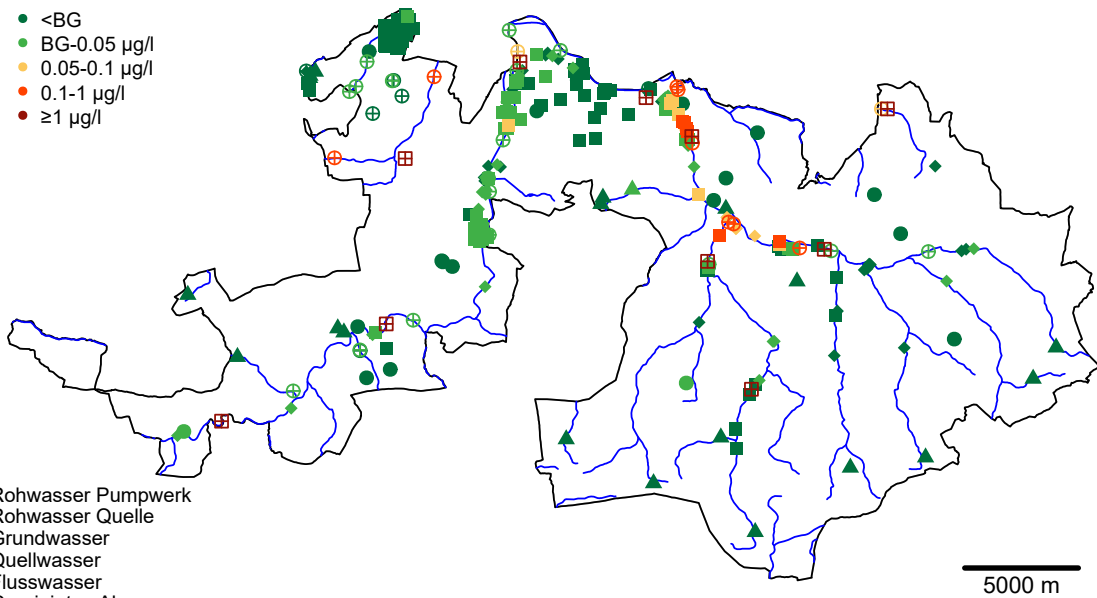 <BG
BG-0.05 µg/l
0.05-0.1 µg/l
0.1-1 µg/l
≥1 µg/l
Rohwasser Pumpwerk
Rohwasser Quelle
Grundwasser
Quellwasser
Flusswasser
5000 m